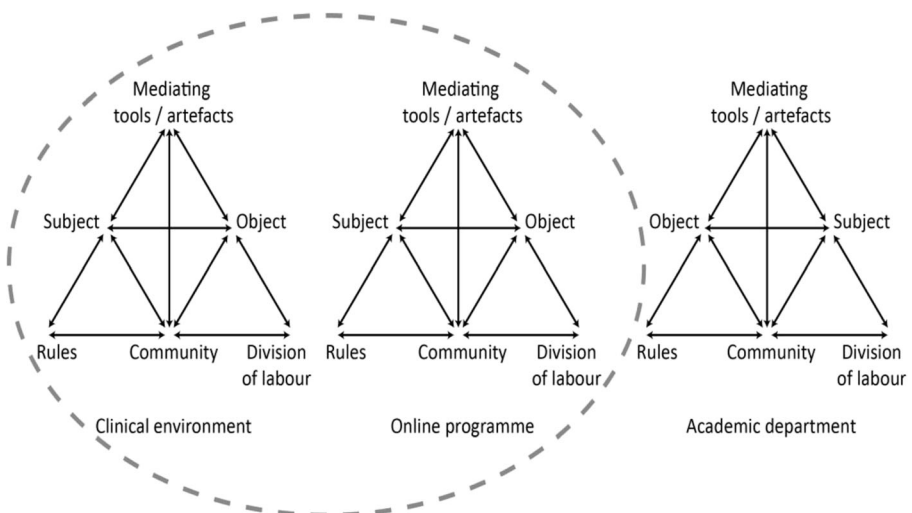 Mediating
tools / artefacts
Mediating
tools / artefacts
Mediating
tools / artefacts
Subject
Object
Subject
Object
Object
Subject
Rules
Community
Division
of labour
Rules
Community
Division
of labour
Rules
Community
Division
of labour
Clinical environment
Online programme
Academic department